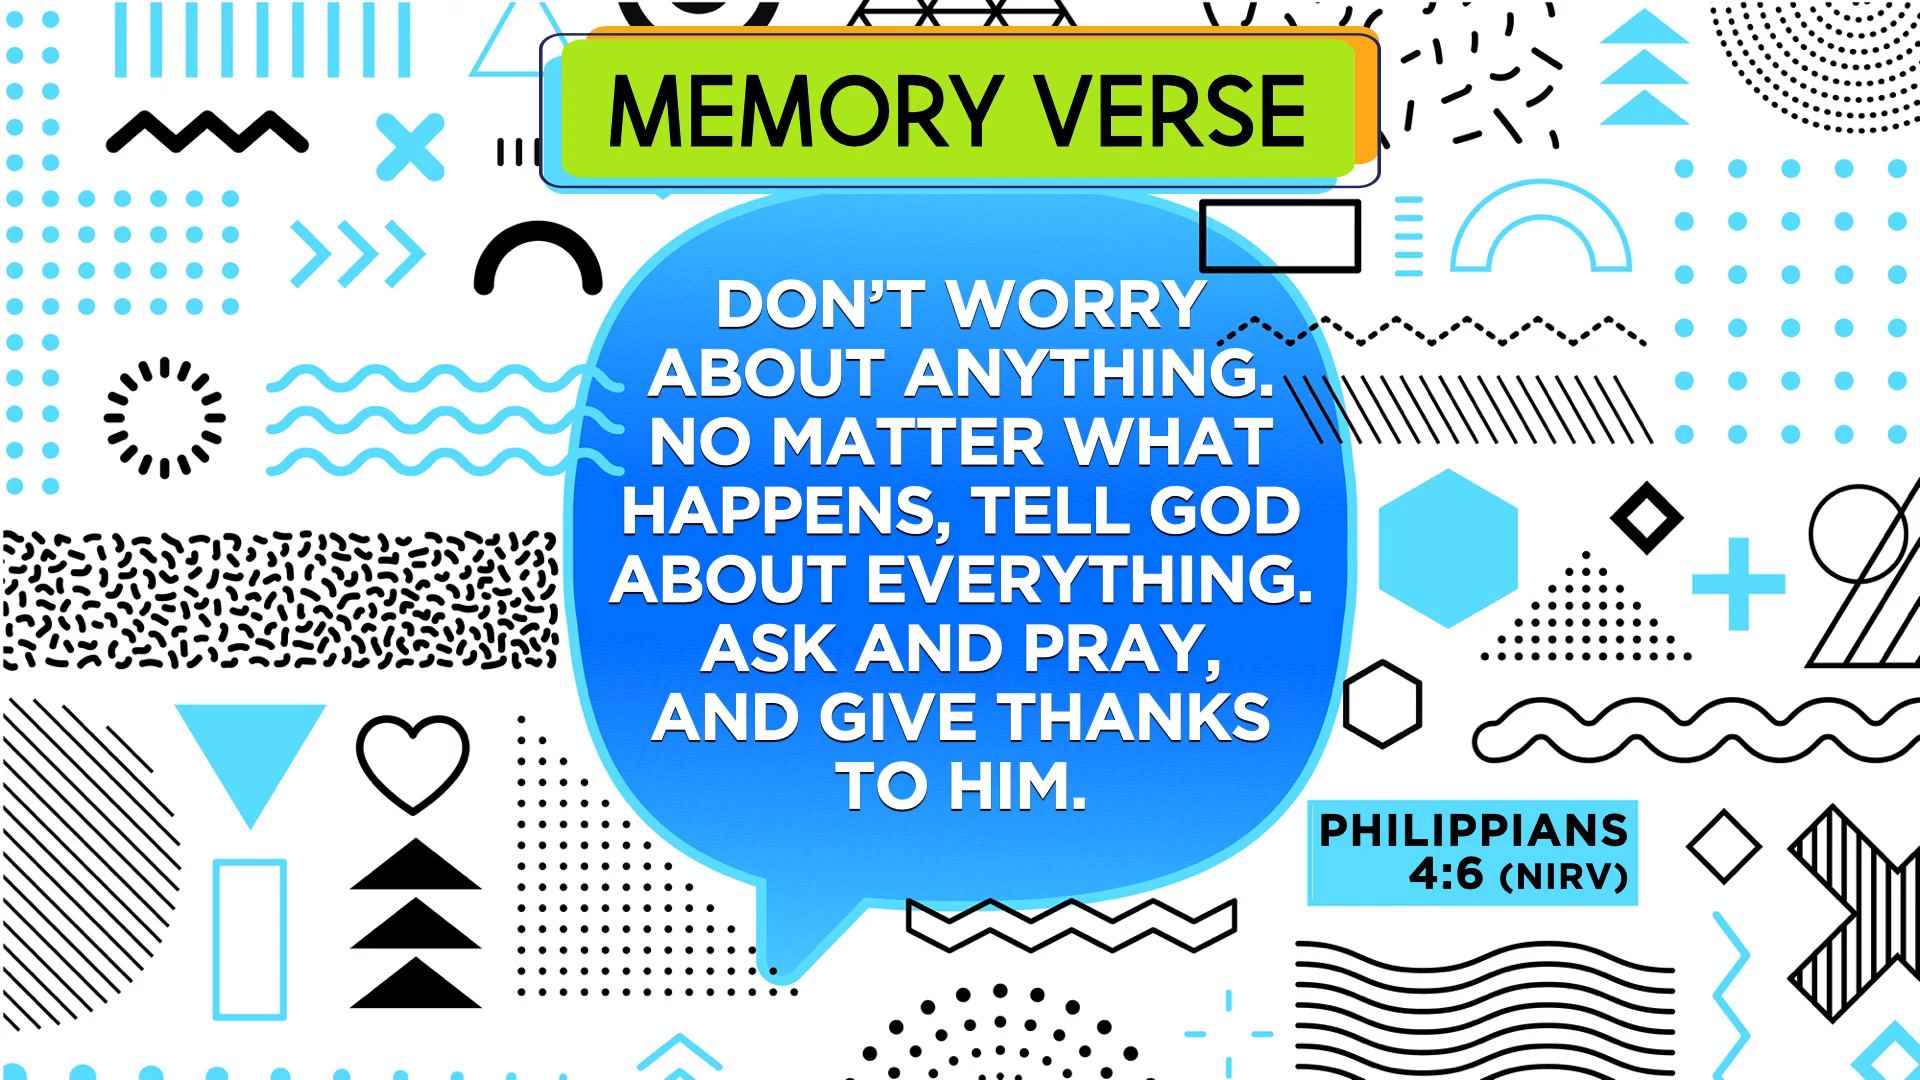 MEMORY VERSE
DON'T WORRY
ABOUT ANYTHING.
NO MATTER WHAT
HAPPENS, TELL GOD
ABOUT EVERYTHING.
ASK AND PRAY,
AND GIVE THANKS
TO HIM.
PHILIPPIANS
4:6 (NIRV)